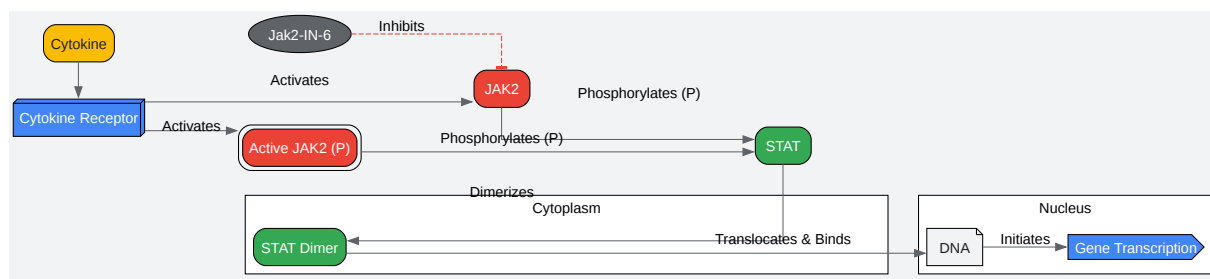 Inhibits
Jak2-IN-6
Cytokine
Activates
JAK2
Phosphorylates (P)
Cytokine Receptor
Activates
Phosphorylates (P)
Active JAK2 (P)
STAT
Dimerizes
Cytoplasm
Nucleus
STAT Dimer
Translocates & Binds
DNA
Initiates
Gene Transcription